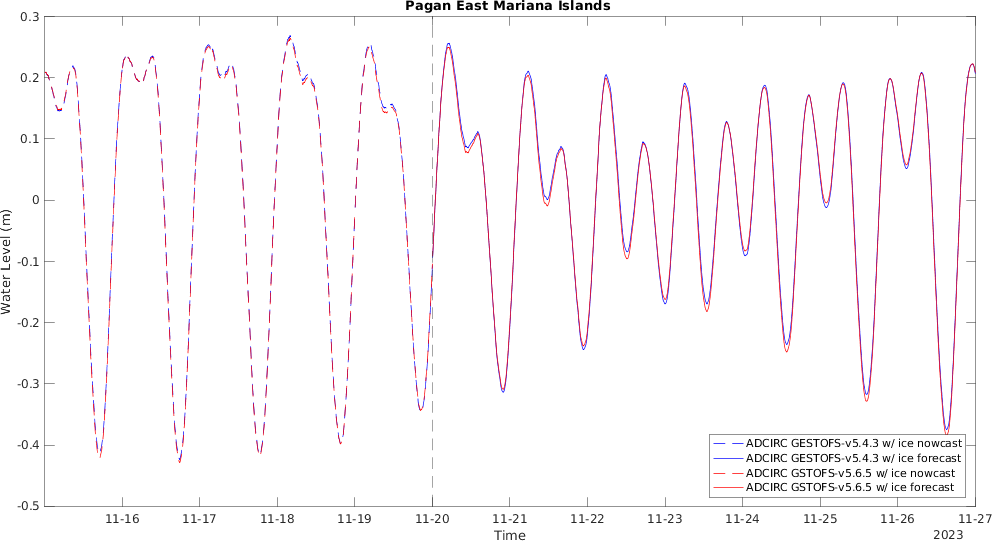 Pagan East Mariana Islands
Water Level (m)
0.3
0.2
0.1
0
-0.1
-0.2
-0.3
-0.4
-0.5
ADCIRC GESTOFS-v5.4.3 w/ ice nowcast
ADCIRC GESTOFS-v5.4.3 w/ ice forecast
ADCIRC GSTOFS-v5.6.5 w/ ice nowcast
ADCIRC GSTOFS-v5.6.5 w/ ice forecast
11-16 11-17 11-18 11-19 11-20 11-21 11-22 11-23 11-24 11-25 11-26 11-27
Time
2023